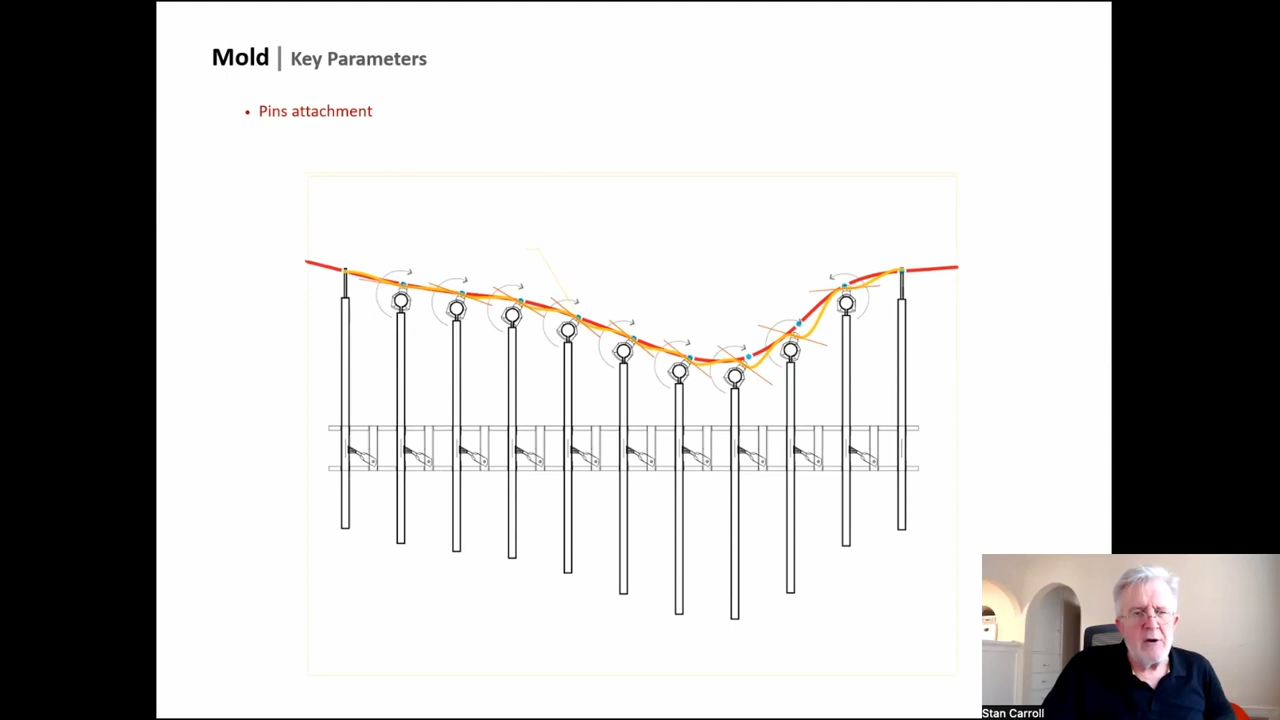 Mold | Key Parameters
• Pins attachment
Stan Carroll